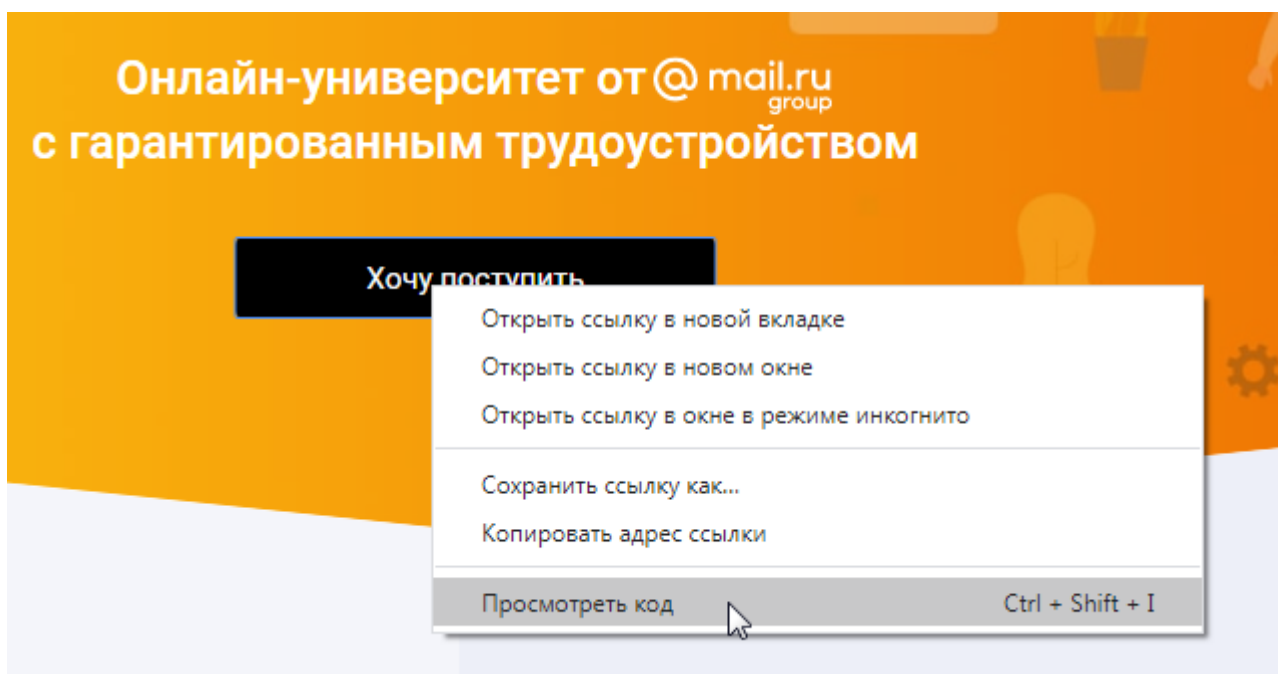 Онлайн-университет от @ mail.ru
group
с гарантированным трудоустройством
Хочу поступить
Открыть ссылку в новой вкладке
Открыть ссылку в новом окне
Открыть ссылку в окне в режиме инкогнито
Сохранить ссылку как...
Копировать адрес ссылки
Просмотреть код Ctrl + Shift + I